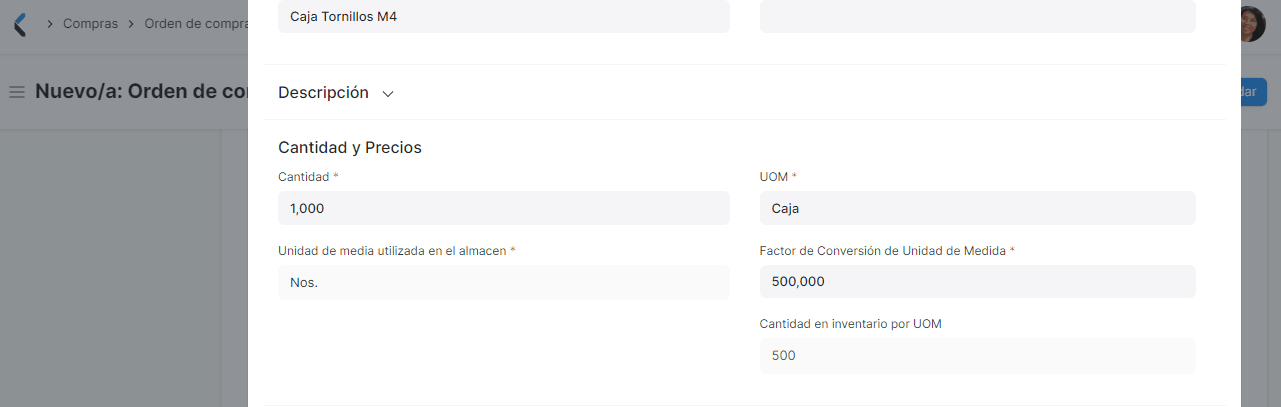 Compras
Orden de compra
Caja Tornillos M4
Nuevo/a: Orden de co
dar
Descripción
Cantidad y Precios
Cantidad *
UOM *
1,000
Caja
Unidad de media utilizada en el almacen *
Factor de Conversión de Unidad de Medida *
Nos.
500,000
Cantidad en inventario por UOM
500